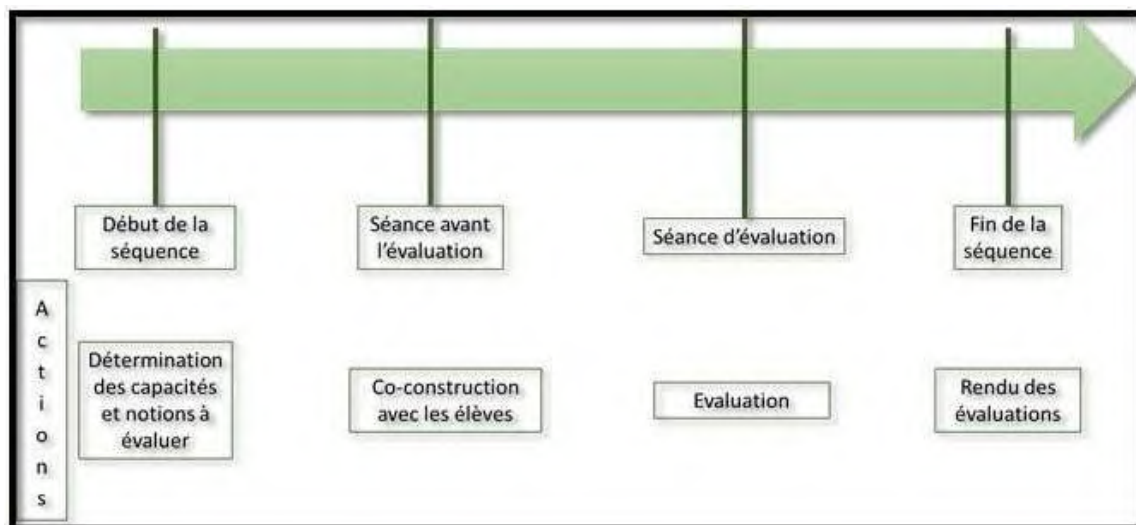 Début de la
séquence
Séance avant
l'évaluation
Séance d'évaluation
Fin de la
séquence
A
c
t
i
o
n
s
Détermination
des capacités
et notions à
évaluer
Co-construction
avec les élèves
Evaluation
Rendu des
évaluations